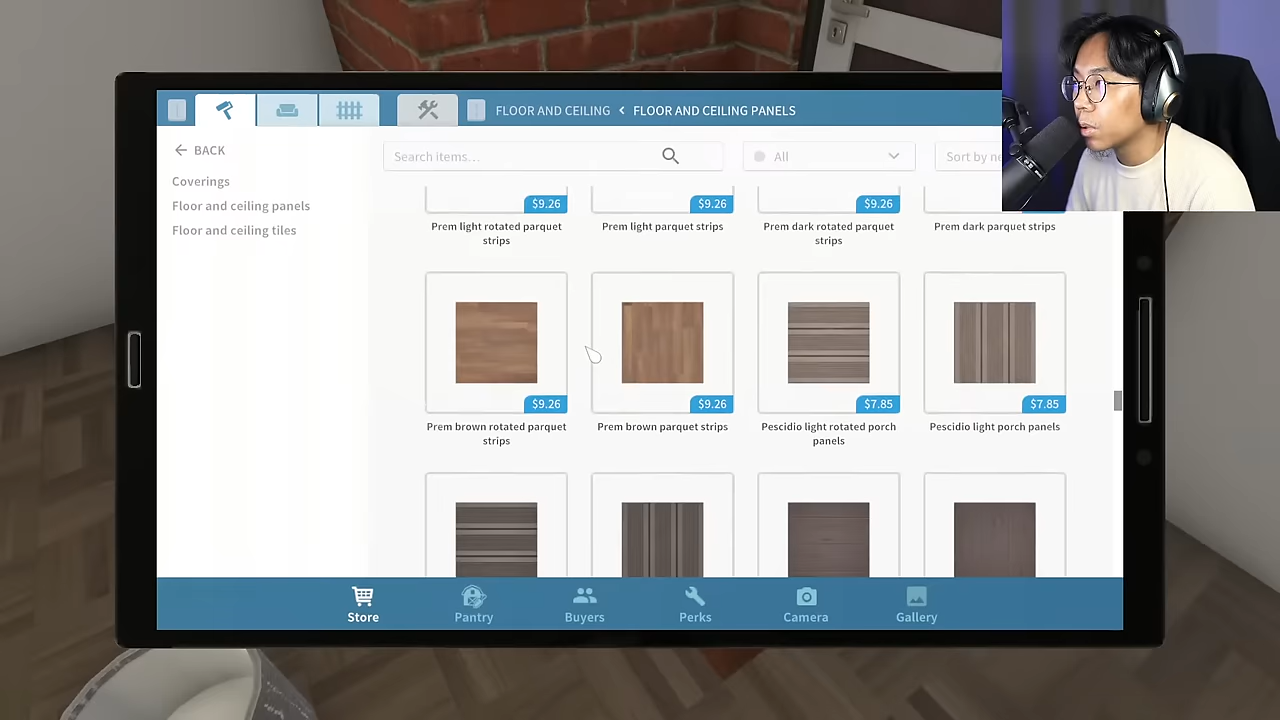 FLOOR AND CEILING < FLOOR AND CEILING PANELS
BACK
Search items...
All
Sort by ne
Coverings
Floor and ceiling panels
Floor and ceiling tiles
$9.26
$9.26
$9.26
Prem light rotated parquet
strips
Prem light parquet strips
Prem dark rotated parquet
strips
Prem dark parquet strips
$9.26
$9.26
$7.85
$7.85
Prem brown rotated parquet
strips
Prem brown parquet strips
Pescidio light rotated porch
panels
Pescidio light porch panels
Store
Pantry
Buyers
Perks
Camera
Gallery